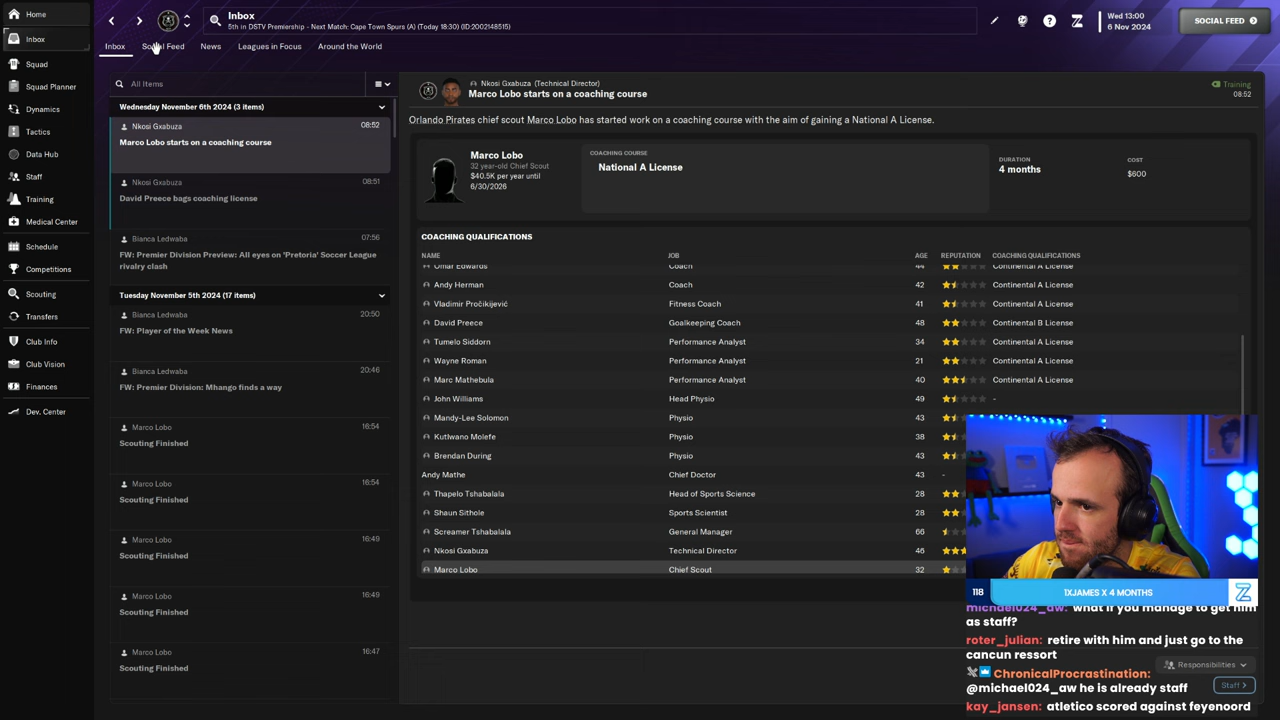 Home
Inbox
Squad
Squad Planner
Dynamics
Tactics
Data Hub
Staff
Training
Medical Center
Schedule
Competitions
Scouting
Transfers
Club Info
Club Vision
Finances
Dev. Center
Inbox
5th in DSTV Premiership - Next Match: Cape Town Spurs (A) (Today 18:30) (ID:2002148515)
Wed 13:00
6 Nov 2024
SOCIAL FEED
Inbox
Social Feed
News
Leagues in Focus
Around the World
All Items
Wednesday November 6th 2024 (3 items)
Nkosi Gxabuza 08:52
Marco Lobo starts on a coaching course
Nkosi Gxabuza 08:51
David Preece bags coaching license
Bianca Ledwaba 07:56
FW: Premier Division Preview: All eyes on 'Pretoria' Soccer League
rivalry clash
Tuesday November 5th 2024 (17 items)
Bianca Ledwaba 20:50
FW: Player of the Week News
Bianca Ledwaba 20:46
FW: Premier Division: Mhango finds a way
Marco Lobo 16:54
Scouting Finished
Marco Lobo 16:54
Scouting Finished
Marco Lobo 16:49
Scouting Finished
Marco Lobo 16:49
Scouting Finished
Marco Lobo 16:47
Scouting Finished
Nkosi Gxabuza (Technical Director)
Marco Lobo starts on a coaching course
Training
08:52
Orlando Pirates chief scout Marco Lobo has started work on a coaching course with the aim of gaining a National A License.
Marco Lobo
32 year-old Chief Scout
$40.5K per year until
6/30/2026
COACHING COURSE
National A License
DURATION
4 months
COST
$600
COACHING QUALIFICATIONS
NAME JOB AGE REPUTATION COACHING QUALIFICATIONS
Omar Edwards Coach 44 Continental A License
Andy Herman Coach 42 Continental A License
Vladimir Pročikijević Fitness Coach 41 Continental A License
David Preece Goalkeeping Coach 48 Continental B License
Tumelo Siddorn Performance Analyst 34 Continental A License
Wayne Roman Performance Analyst 21 Continental A License
Marc Mathebula Performance Analyst 40 Continental A License
John Williams Head Physio 49 -
Mandy-Lee Solomon Physio 43
Kutlwano Molefe Physio 38
Brendan During Physio 43
Andy Mathe Chief Doctor 43 -
Thapelo Tshabalala Head of Sports Science 28
Shaun Sithole Sports Scientist 28
Screamer Tshabalala General Manager 66
Nkosi Gxabuza Technical Director 46
Marco Lobo Chief Scout 32
118 1XJAMES X 4 MONTHS
michael024_aw: what if you manage to get him
as staff?
roter_julian: retire with him and just go to the
cancun ressort
ChronicalProcrastination:
@michael024_aw he is already staff
kay_jansen: atletico scored against feyenoord
Responsibilities
Staff >